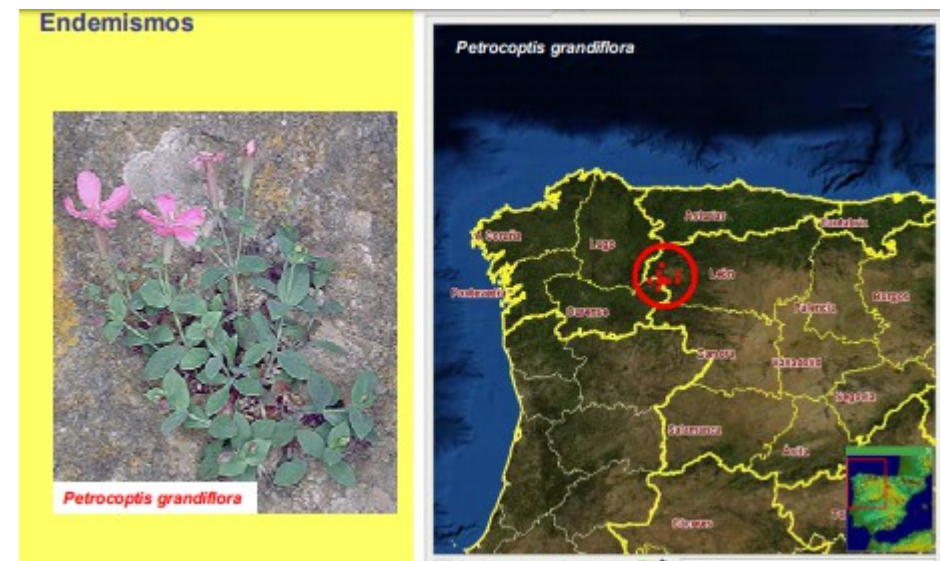 Endemismos
Petrocoptis grandiflora
Petrocoptis grandiflora
Asturias
Cantabria
A Coruña
Lugo
León
Pontevedra
Ourense
Palencia
Burgos
Zamora
Valladolid
Segovia
Salamanca
Ávila